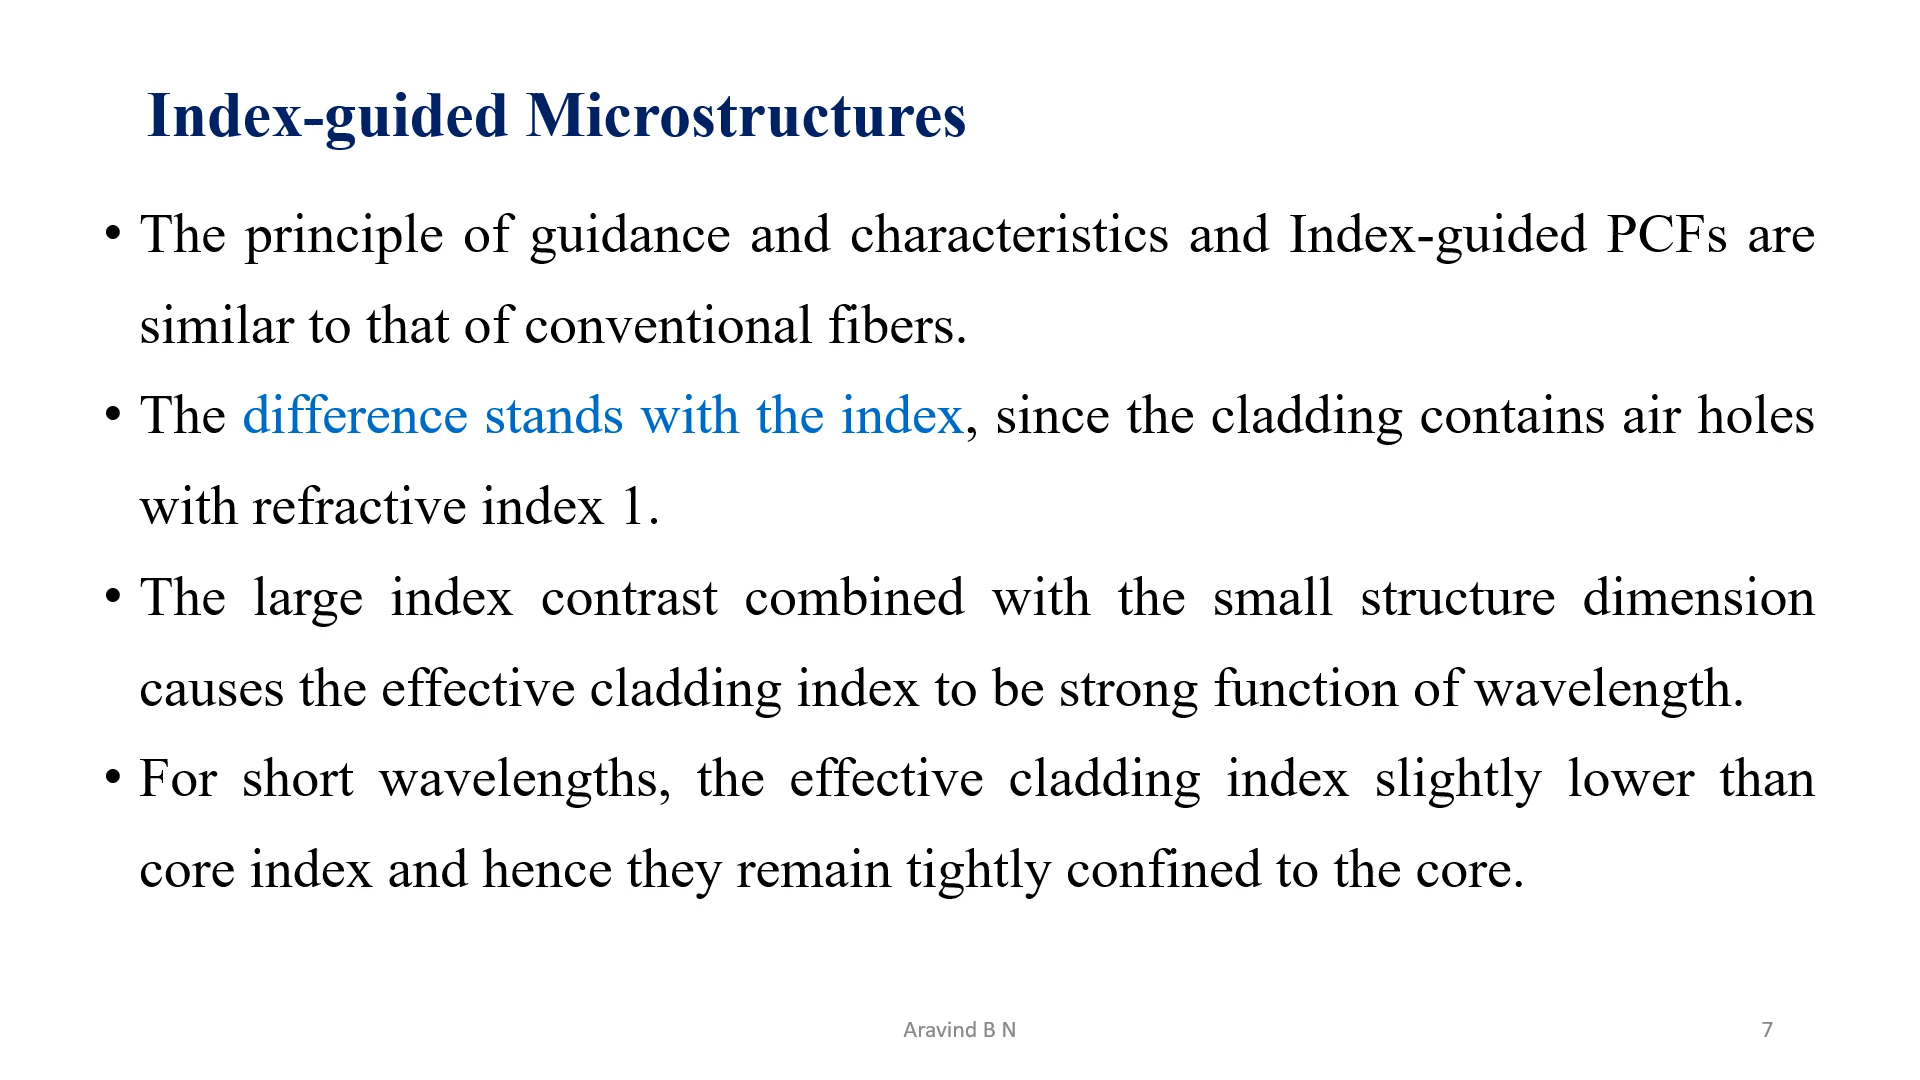 Index-guided Microstructures
• The principle of guidance and characteristics and Index-guided PCFs are
similar to that of conventional fibers.
• The difference stands with the index, since the cladding contains air holes
with refractive index 1.
• The large index contrast combined with the small structure dimension
causes the effective cladding index to be strong function of wavelength.
• For short wavelengths, the effective cladding index slightly lower than
core index and hence they remain tightly confined to the core.
Aravind B N
7